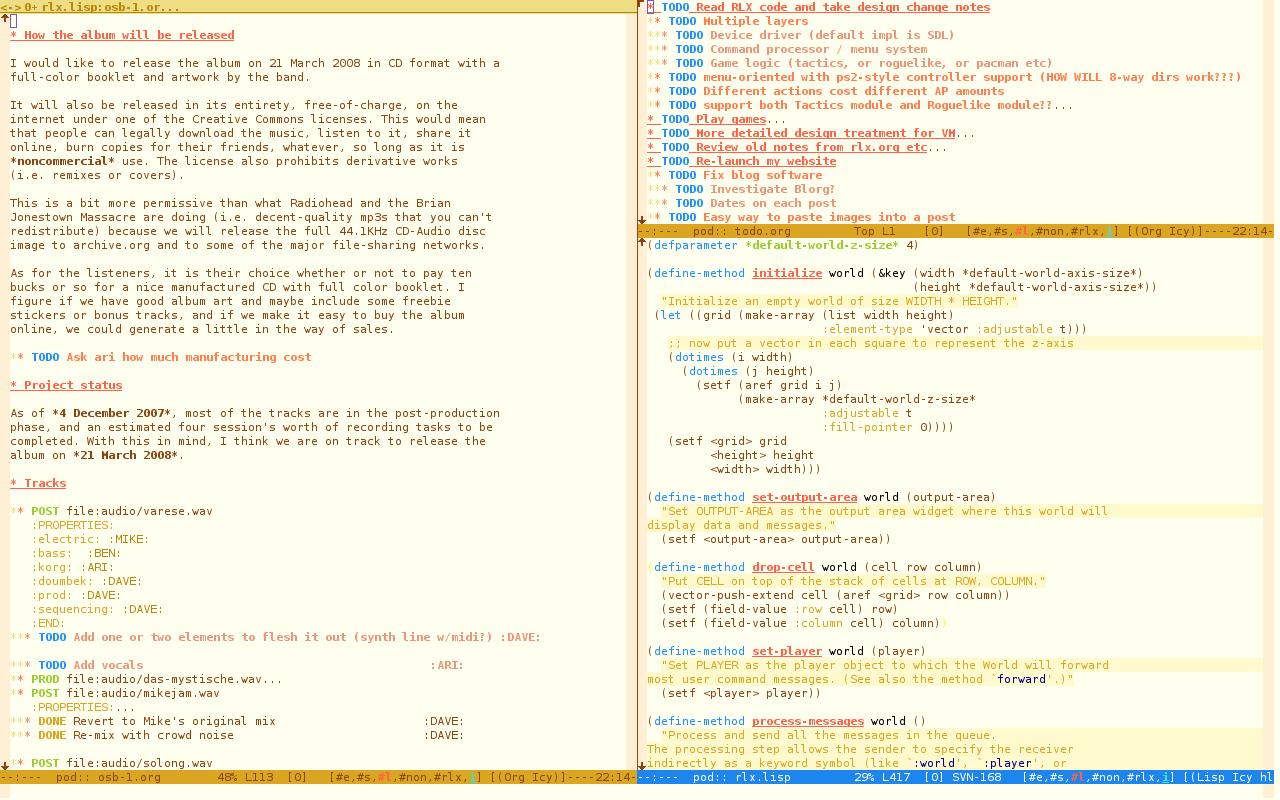 <-> 0+ rlx.lisp:osb-1.or...
* How the album will be released
I would like to release the album on 21 March 2008 in CD format with a
full-color booklet and artwork by the band.
It will also be released in its entirety, free-of-charge, on the
internet under one of the Creative Commons licenses. This would mean
that people can legally download the music, listen to it, share it
online, burn copies for their friends, whatever, so long as it is
*noncommercial* use. The license also prohibits derivative works
(i.e. remixes or covers).
This is a bit more permissive than what Radiohead and the Brian
Jonestown Massacre are doing (i.e. decent-quality mp3s that you can't
redistribute) because we will release the full 44.1KHz CD-Audio disc
image to archive.org and to some of the major file-sharing networks.
As for the listeners, it is their choice whether or not to pay ten
bucks or so for a nice manufactured CD with full color booklet. I
figure if we have good album art and maybe include some freebie
stickers or bonus tracks, and if we make it easy to buy the album
online, we could generate a little in the way of sales.
** TODO Ask ari how much manufacturing cost
* Project status
As of *4 December 2007*, most of the tracks are in the post-production
phase, and an estimated four session's worth of recording tasks to be
completed. With this in mind, I think we are on track to release the
album on *21 March 2008*.
* Tracks
** POST file:audio/varese.wav
:PROPERTIES:
:electric: :MIKE:
:bass:  :BEN:
:korg: :ARI:
:doumbek: :DAVE:
:prod: :DAVE:
:sequencing: :DAVE:
:END:
*** TODO Add one or two elements to flesh it out (synth line w/midi?) :DAVE:
*** TODO Add vocals :ARI:
** PROD file:audio/das-mystische.wav...
** POST file:audio/mikejam.wav
:PROPERTIES:...
*** DONE Revert to Mike's original mix :DAVE:
*** DONE Re-mix with crowd noise :DAVE:
** POST file:audio/solong.wav
--:---  pod:: osb-1.org 48% L113  [0]  [#e,#s,#l,#non,#rlx,i] [(Org Icy)]----22:14-
* TODO Read RLX code and take design change notes
** TODO Multiple layers
*** TODO Device driver (default impl is SDL)
*** TODO Command processor / menu system
*** TODO Game logic (tactics, or roguelike, or pacman etc)
** TODO menu-oriented with ps2-style controller support (HOW WILL 8-way dirs work???)
** TODO Different actions cost different AP amounts
** TODO support both Tactics module and Roguelike module??...
* TODO Play games...
* TODO More detailed design treatment for VM...
* TODO Review old notes from rlx.org etc...
* TODO Re-launch my website
** TODO Fix blog software
*** TODO Investigate Blorg?
*** TODO Dates on each post
** TODO Easy way to paste images into a post
--:---  pod:: todo.org Top L1  [0]  [#e,#s,#l,#non,#rlx,i] [(Org Icy)]----22:14-
(defparameter *default-world-z-size* 4)
(define-method initialize world (&key (width *default-world-axis-size*)
(height *default-world-axis-size*))
"Initialize an empty world of size WIDTH * HEIGHT."
(let ((grid (make-array (list width height)
:element-type 'vector :adjustable t)))
;; now put a vector in each square to represent the z-axis
(dotimes (i width)
(dotimes (j height)
(setf (aref grid i j)
(make-array *default-world-z-size*
:adjustable t
:fill-pointer 0))))
(setf <grid> grid
<height> height
<width> width)))
(define-method set-output-area world (output-area)
"Set OUTPUT-AREA as the output area widget where this world will
display data and messages."
(setf <output-area> output-area))
(define-method drop-cell world (cell row column)
"Put CELL on top of the stack of cells at ROW, COLUMN."
(vector-push-extend cell (aref <grid> row column))
(setf (field-value :row cell) row)
(setf (field-value :column cell) column))
(define-method set-player world (player)
"Set PLAYER as the player object to which the World will forward
most user command messages. (See also the method `forward'.)"
(setf <player> player))
(define-method process-messages world ()
"Process and send all the messages in the queue.
The processing step allows the sender to specify the receiver
indirectly as a keyword symbol (like `:world', `:player', or
--:---  pod:: rlx.lisp 29% L417  [0] SVN-168  [#e,#s,#l,#non,#rlx,i] [(Lisp Icy hl